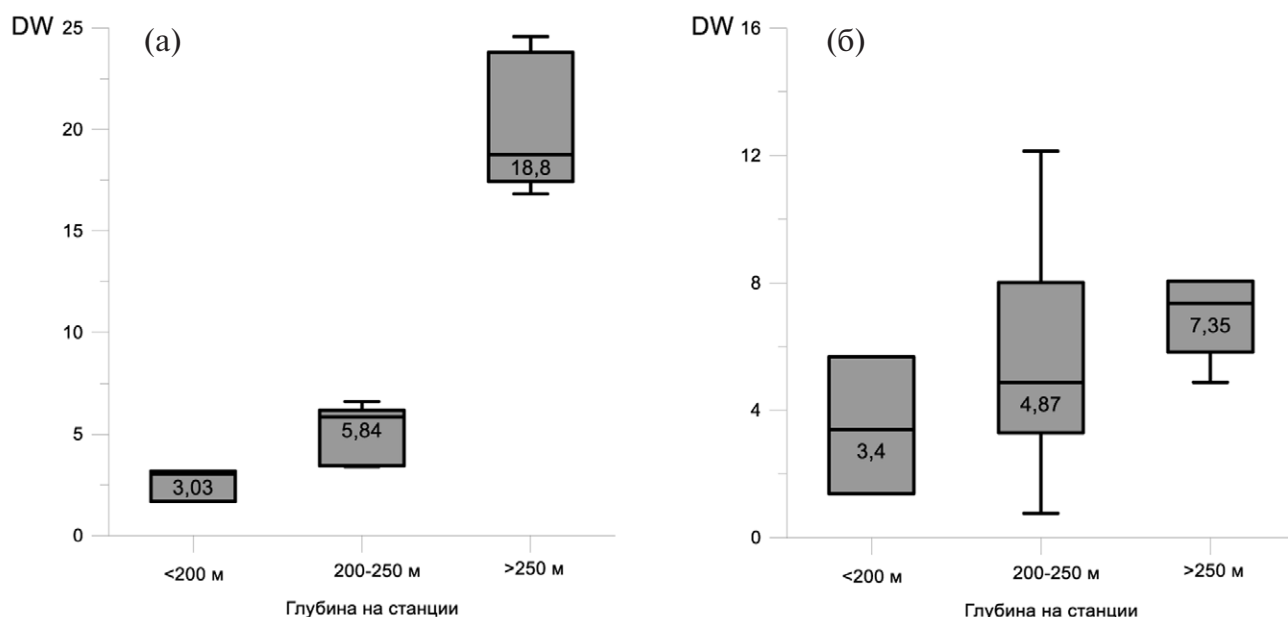 DW
(а)
25
20
15
10
5
0
18,8
5,84
3,03
<200 м
200-250 м
>250 м
Глубина на станции
DW
(б)
16
12
8
4
0
7,35
4,87
3,4
<200 м
200-250 м
>250 м
Глубина на станции